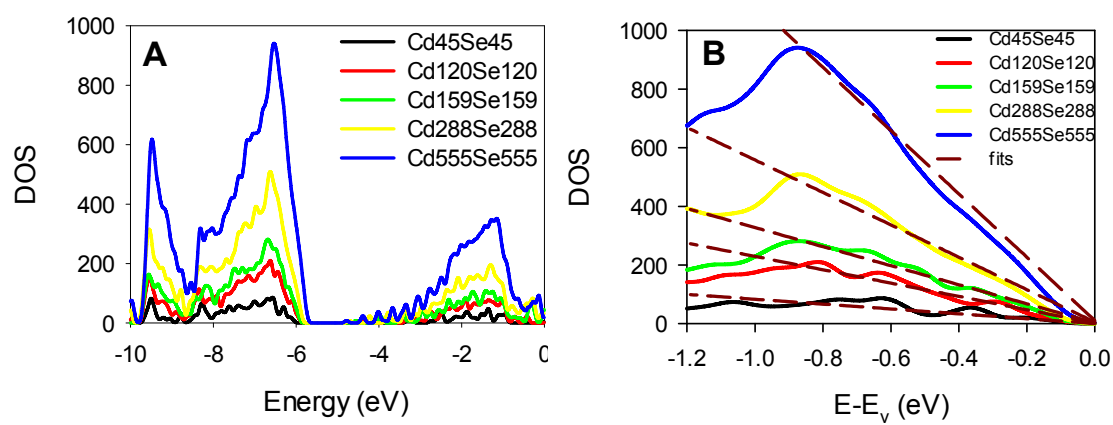 A
Cd45Se45
Cd120Se120
Cd159Se159
Cd288Se288
Cd555Se555
1000
800
600
400
200
0
DOS
-10
-8
-6
-4
-2
0
Energy (eV)
B
Cd45Se45
Cd120Se120
Cd159Se159
Cd288Se288
Cd555Se555
fits
1000
800
600
400
200
0
DOS
-1.2
-1.0
-0.8
-0.6
-0.4
-0.2
0.0
E-Ev (eV)